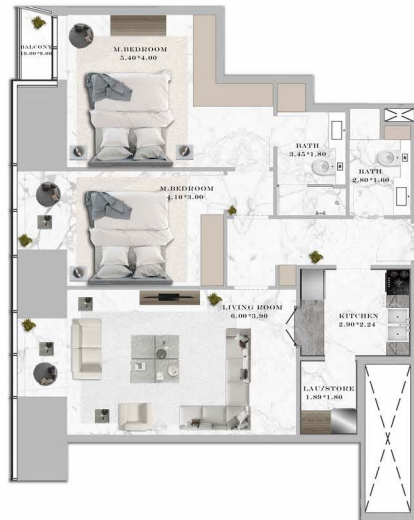 BALCONY
M.BEDROOM
5.40*4.00
BATH
3.45*1.80
BATH
2.80*1.60
M.BEDROOM
4.10*3.00
LIVING ROOM
6.00*3.90
KITCHEN
2.90*2.24
LAU/STORE
1.89*1.80